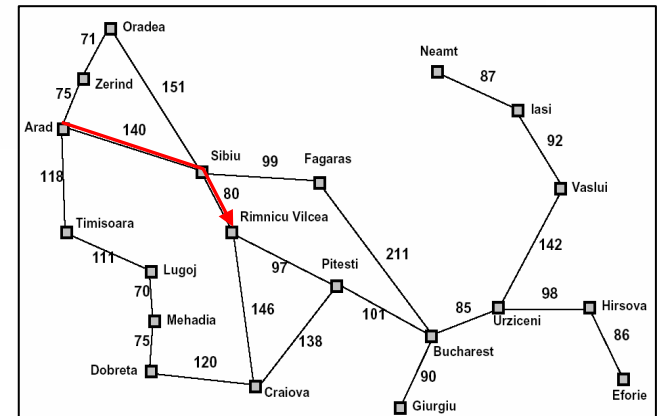 Oradea
71
Neamt
87
Zerind
75
151
Iasi
Arad
140
92
Sibiu
99
Fagaras
118
80
Vaslui
Rimnicu Vilcea
Timisoara
111
97
211
142
Lugoj
Pitesti
70
98
Hirsova
146
85
101
Mehadia
Urziceni
75
138
86
Bucharest
Dobreta
120
90
Craiova
Eforie
Giurgiu